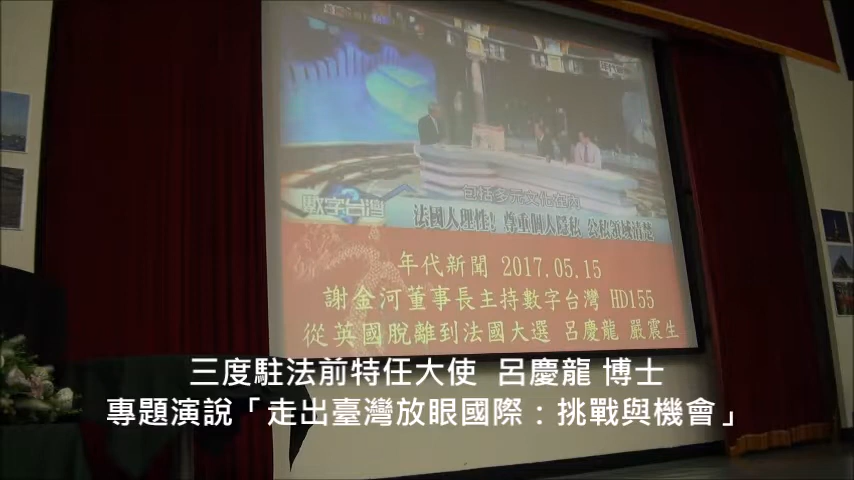 包括多元文化在內
數字台灣
法國人理性! 尊重個人隱私 公私領域清楚
年代新聞 2017.05.15
謝金河董事長主持數字台灣 HD155
從英國脫離到法國大選 呂慶龍 嚴震生
三度駐法前特任大使 呂慶龍 博士
專題演說「走出臺灣放眼國際：挑戰與機會」